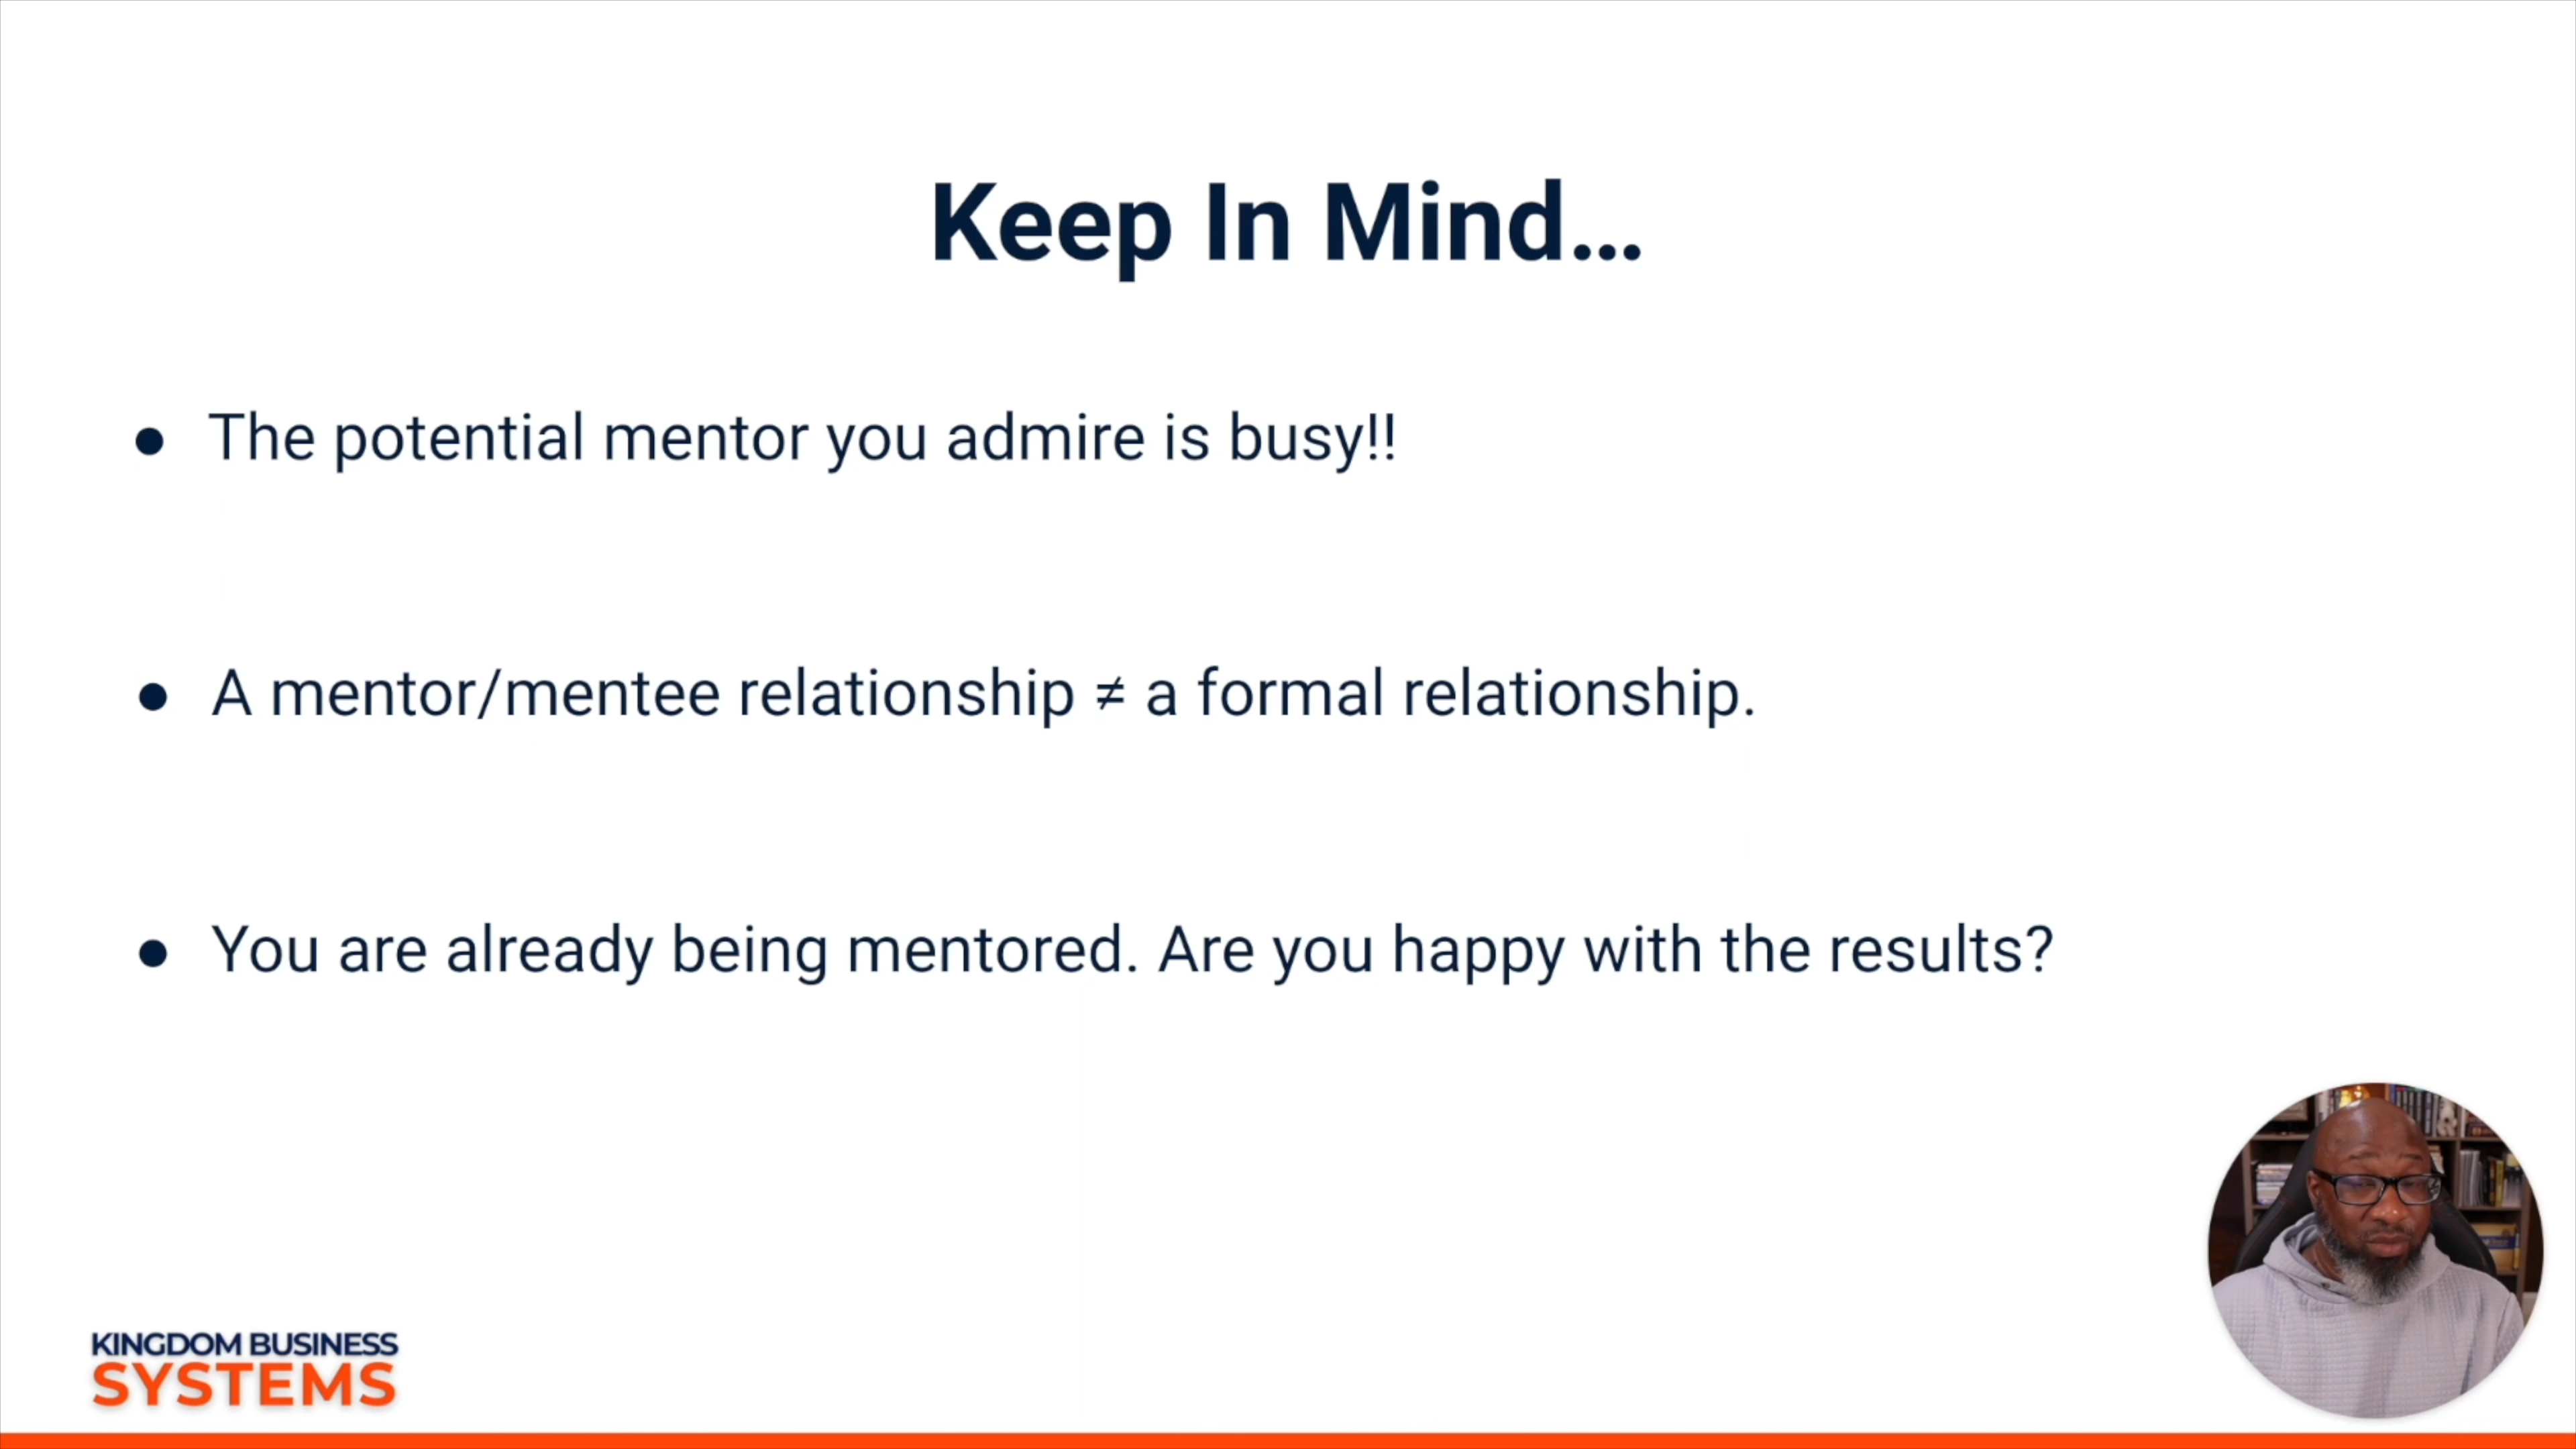 Keep In Mind...
● The potential mentor you admire is busy!!
● A mentor/mentee relationship ≠ a formal relationship.
● You are already being mentored. Are you happy with the results?
KINGDOM BUSINESS
SYSTEMS